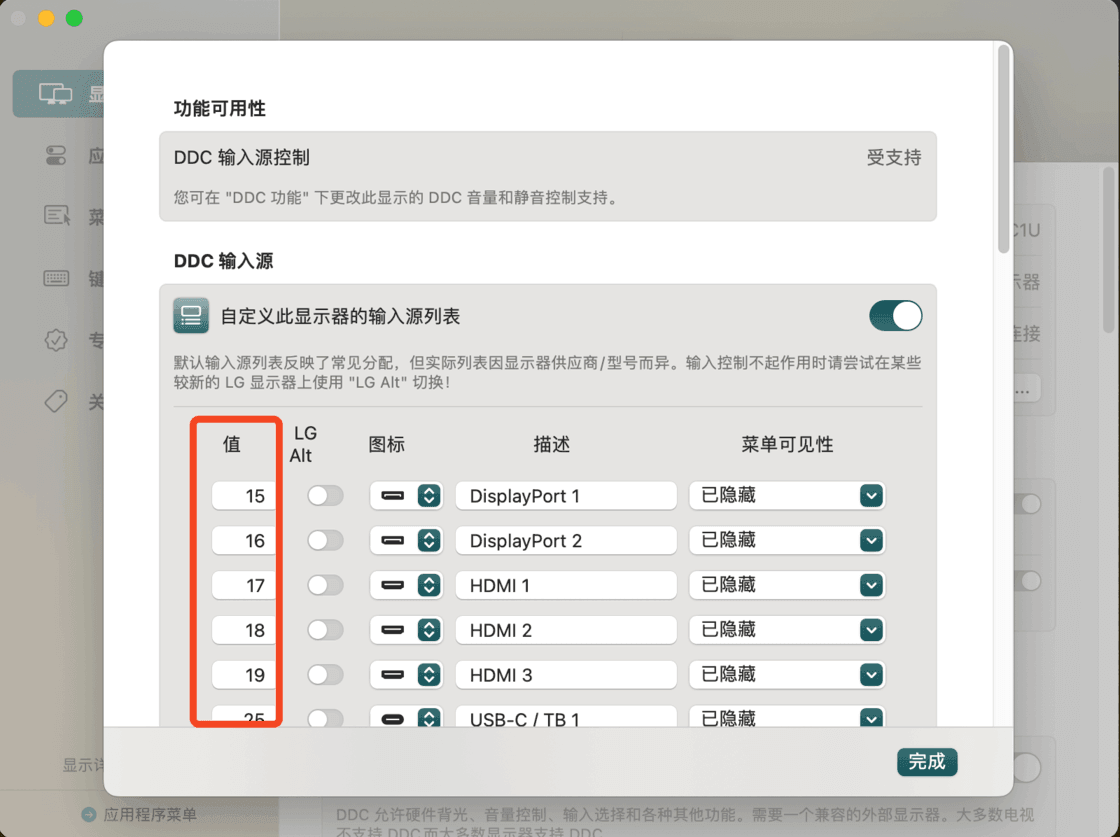 显
应
菜
键
专
关
显示详
应用程序菜单
功能可用性
DDC 输入源控制
受支持
您可在 "DDC 功能" 下更改此显示的 DDC 音量和静音控制支持。
DDC 输入源
自定义此显示器的输入源列表
默认输入源列表反映了常见分配，但实际列表因显示器供应商/型号而异。输入控制不起作用时请尝试在某些
较新的 LG 显示器上使用 "LG Alt" 切换！
值 LG Alt 图标 描述 菜单可见性
15 DisplayPort 1 已隐藏
16 DisplayPort 2 已隐藏
17 HDMI 1 已隐藏
18 HDMI 2 已隐藏
19 HDMI 3 已隐藏
25 USB-C / TB 1 已隐藏
完成
C1U
示器
连接
...
DDC 允许硬件背光、音量控制、输入选择和各种其他功能。需要一个兼容的外部显示器。大多数电视
不支持 DDC 而大多数显示器支持 DDC